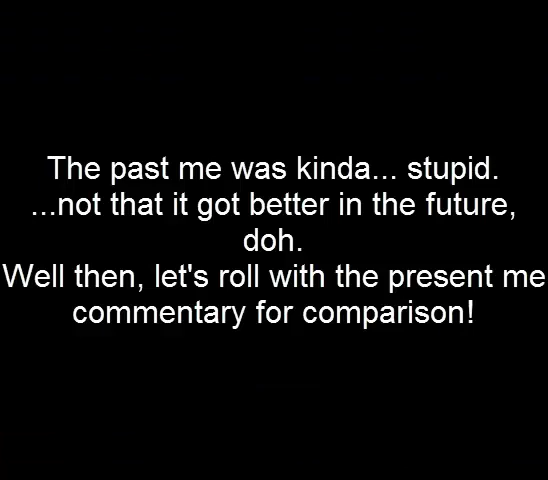 The past me was kinda... stupid.
...not that it got better in the future,
doh.
Well then, let's roll with the present me
commentary for comparison!